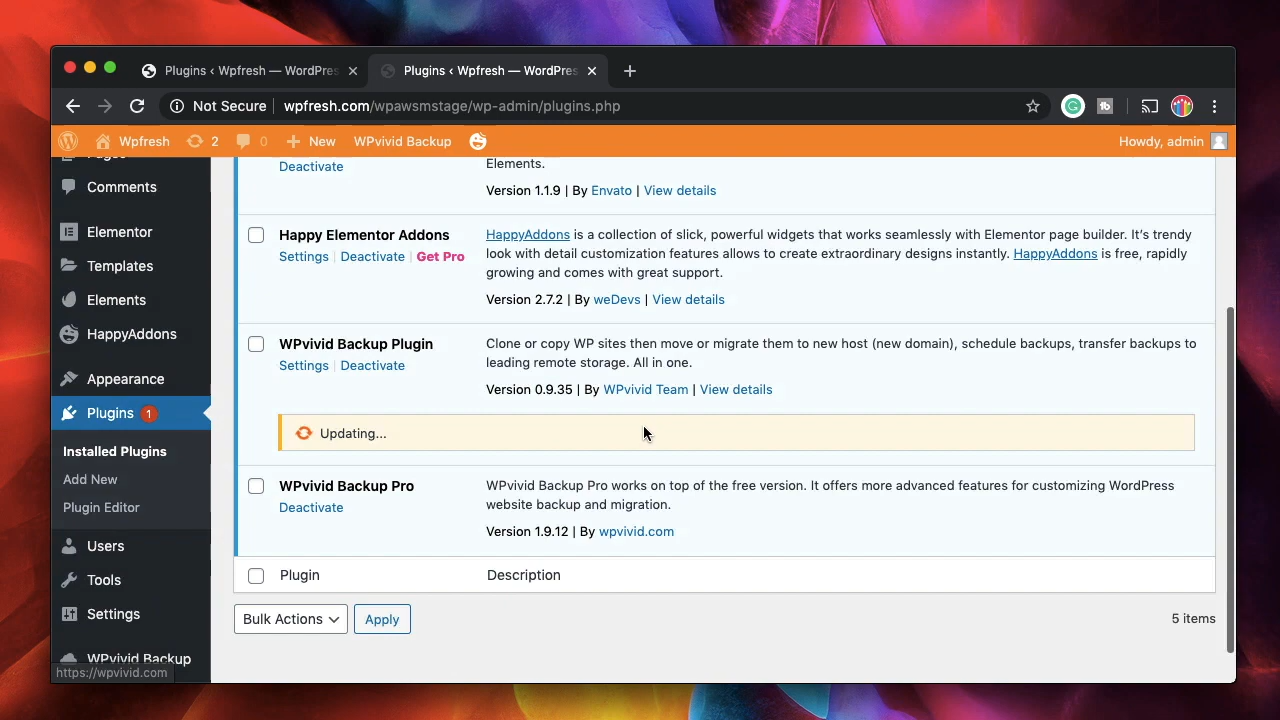 Plugins ‹ Wpfresh — WordPres
Plugins ‹ Wpfresh — WordPres
Not Secure
wpfresh.com/wpawsmstage/wp-admin/plugins.php
Wpfresh
2
0
New
WPvivid Backup
Howdy, admin
Pages
Comments
Elementor
Templates
Elements
HappyAddons
Appearance
Plugins 1
Installed Plugins
Add New
Plugin Editor
Users
Tools
Settings
WPvivid Backup
https://wpvivid.com
Deactivate
Elements.
Version 1.1.9 | By Envato | View details
Happy Elementor Addons
Settings | Deactivate | Get Pro
HappyAddons is a collection of slick, powerful widgets that works seamlessly with Elementor page builder. It’s trendy
look with detail customization features allows to create extraordinary designs instantly. HappyAddons is free, rapidly
growing and comes with great support.
Version 2.7.2 | By weDevs | View details
WPvivid Backup Plugin
Settings | Deactivate
Clone or copy WP sites then move or migrate them to new host (new domain), schedule backups, transfer backups to
leading remote storage. All in one.
Version 0.9.35 | By WPvivid Team | View details
Updating...
WPvivid Backup Pro
Deactivate
WPvivid Backup Pro works on top of the free version. It offers more advanced features for customizing WordPress
website backup and migration.
Version 1.9.12 | By wpvivid.com
Plugin
Description
Bulk Actions
Apply
5 items